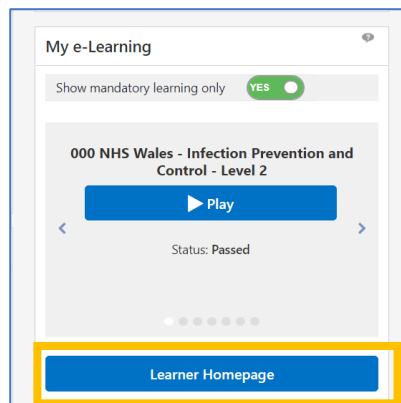 My e-Learning
Show mandatory learning only YES
000 NHS Wales - Infection Prevention and
Control - Level 2
Play
Status: Passed
Learner Homepage